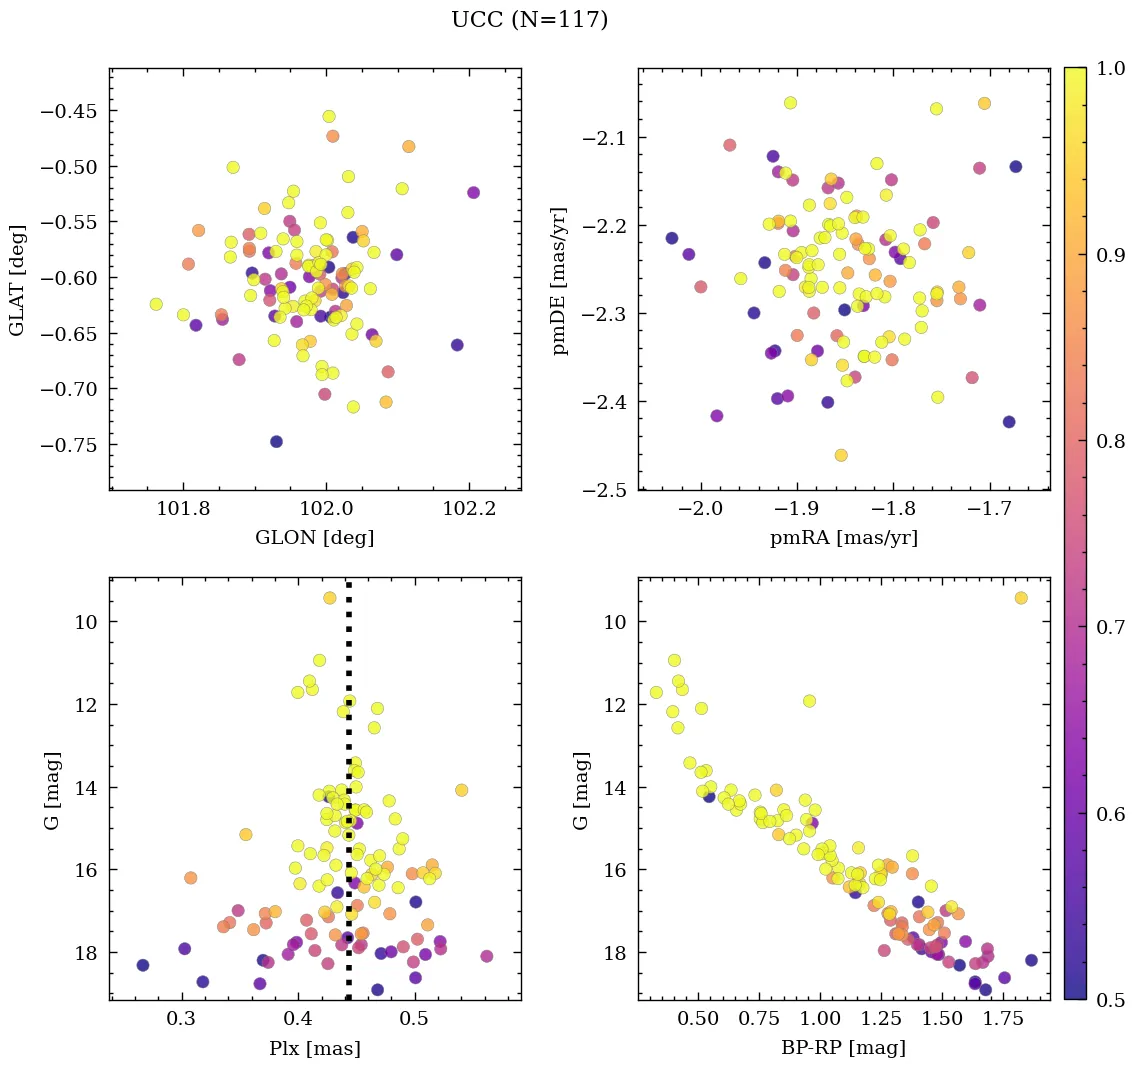 UCC (N=117)
−0.45
−0.50
−0.55
−0.60
−0.65
−0.70
−0.75
GLAT [deg]
101.8 102.0 102.2
GLON [deg]
−2.1
−2.2
−2.3
−2.4
−2.5
pmDE [mas/yr]
−2.0 −1.9 −1.8 −1.7
pmRA [mas/yr]
10
12
14
16
18
G [mag]
0.3 0.4 0.5
Plx [mas]
10
12
14
16
18
G [mag]
0.50 0.75 1.00 1.25 1.50 1.75
BP-RP [mag]
1.0
0.9
0.8
0.7
0.6
0.5